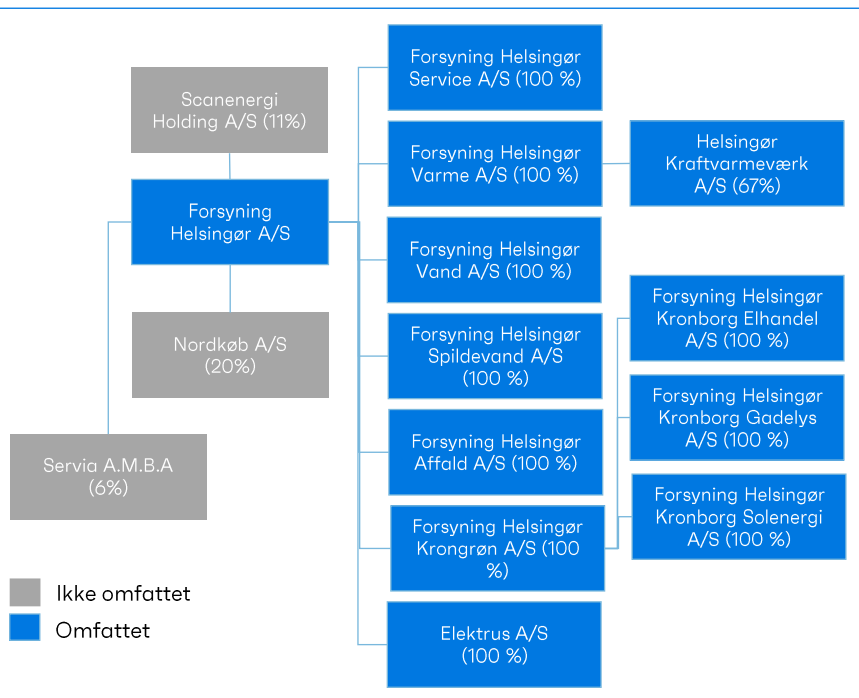 Scanenergi
Holding A/S (11%)
Forsyning
Helsingør A/S
Nordkøb A/S
(20%)
Servia A.M.B.A
(6%)
Forsyning Helsingør
Service A/S (100 %)
Forsyning Helsingør
Varme A/S (100 %)
Forsyning Helsingør
Vand A/S (100 %)
Forsyning Helsingør
Spildevand A/S
(100 %)
Forsyning Helsingør
Affald A/S (100 %)
Forsyning Helsingør
Krongrøn A/S (100
%)
Elektrus A/S
(100 %)
Helsingør
Kraftvarmeværk
A/S (67%)
Forsyning Helsingør
Kronborg Elhandel
A/S (100 %)
Forsyning Helsingør
Kronborg Gadelys
A/S (100 %)
Forsyning Helsingør
Kronborg Solenergi
A/S (100 %)
Ikke omfattet
Omfattet